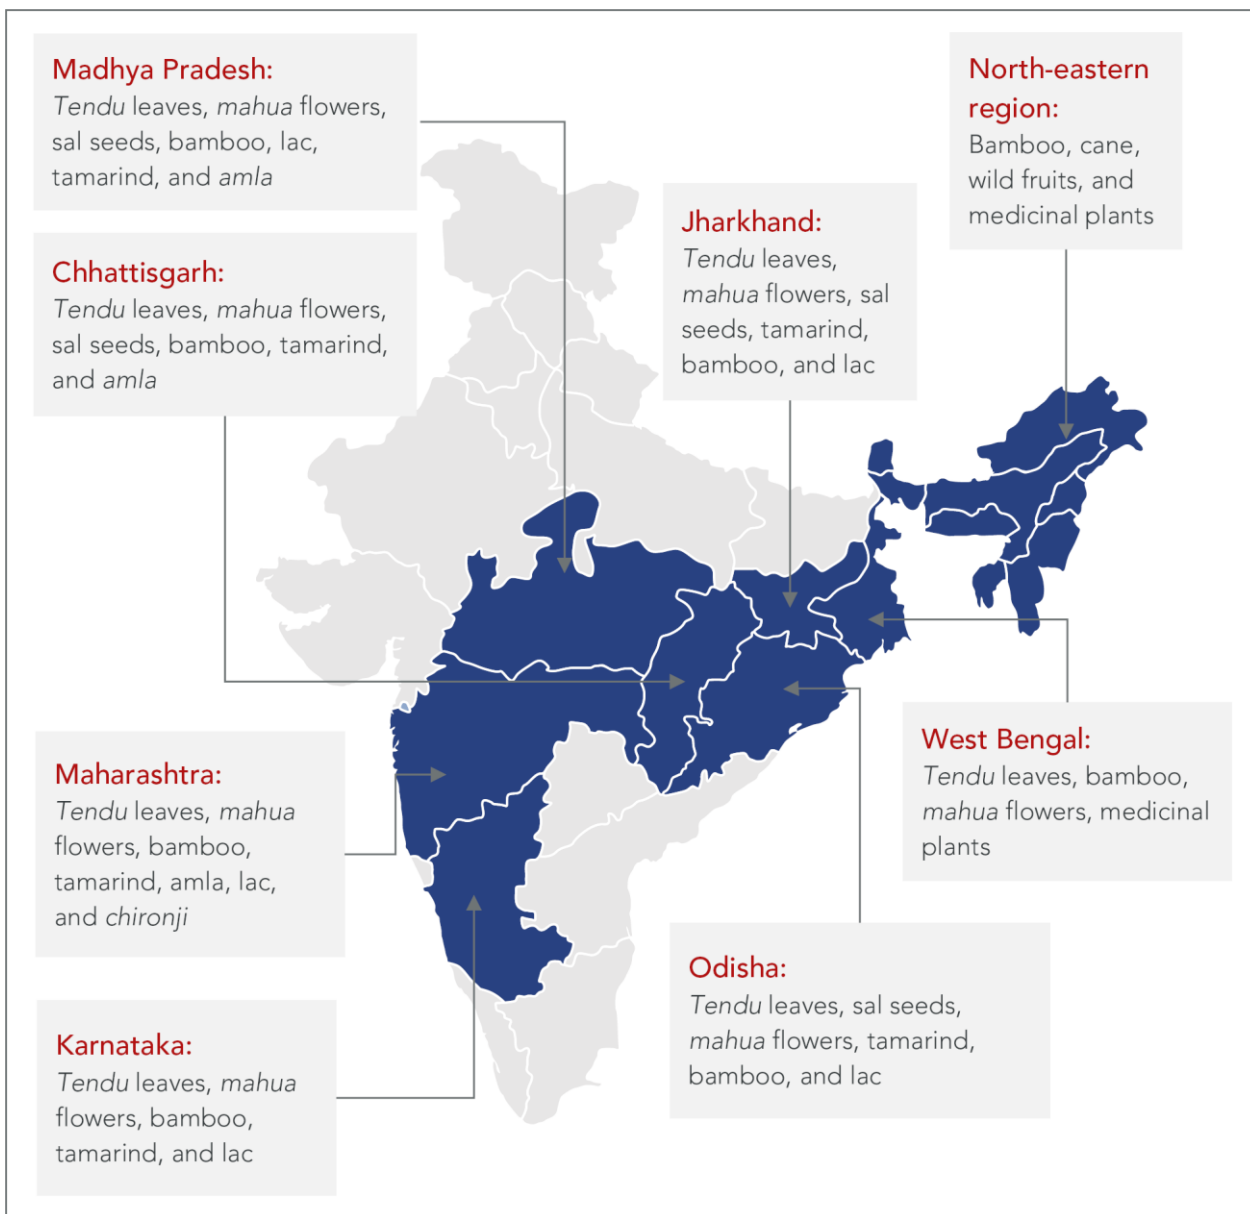 Madhya Pradesh:
Tendu leaves, mahua flowers,
sal seeds, bamboo, lac,
tamarind, and amla
Chhattisgarh:
Tendu leaves, mahua flowers,
sal seeds, bamboo, tamarind,
and amla
Jharkhand:
Tendu leaves,
mahua flowers, sal
seeds, tamarind,
bamboo, and lac
North-eastern
region:
Bamboo, cane,
wild fruits, and
medicinal plants
Maharashtra:
Tendu leaves, mahua
flowers, bamboo,
tamarind, amla, lac,
and chironji
West Bengal:
Tendu leaves, bamboo,
mahua flowers, medicinal
plants
Karnataka:
Tendu leaves, mahua
flowers, bamboo,
tamarind, and lac
Odisha:
Tendu leaves, sal seeds,
mahua flowers, tamarind,
bamboo, and lac